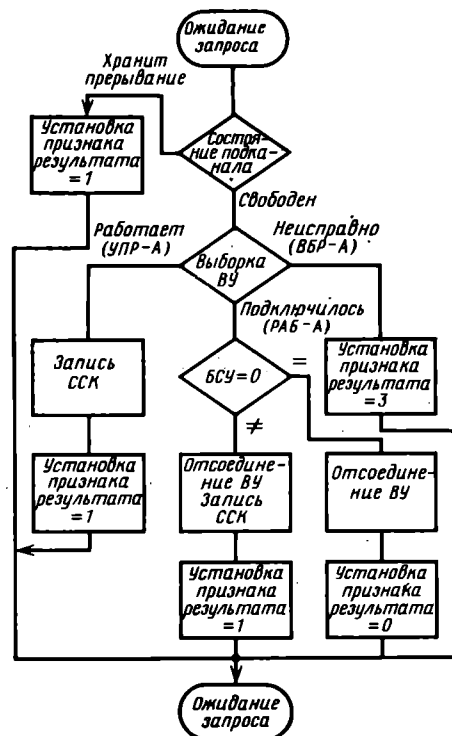 Ожидание
запроса
Хранит
прерывание
Установка
признака
результата
=1
Состоя-
ние подка-
нала
Свободен
Работает
(УПР-А)
Неисправно
(ВБР-А)
Выборка
ВУ
Подключилось
(РАБ-А)
Запись
ССК
БСУ=0
=
≠
Установка
признака
результата
=3
Установка
признака
результата
=1
Отсоедине-
ние ВУ
Запись
ССК
Отсоедине-
ние ВУ
Установка
признака
результата
=1
Установка
признака
результата
=0
Ожидание
запроса